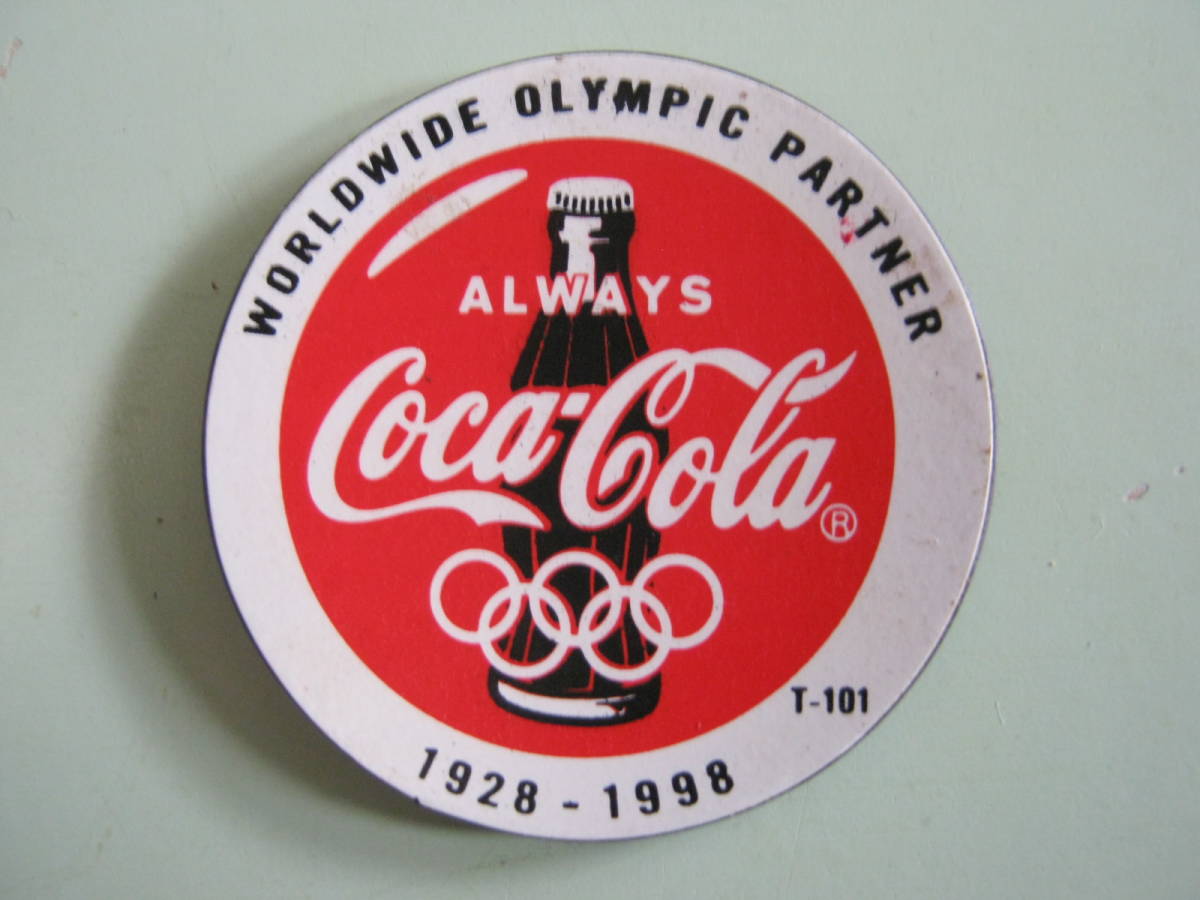 WORLDWIDE OLYMPIC PARTNER
ALWAYS
Coca-Cola ®
T-101
1928 - 1998